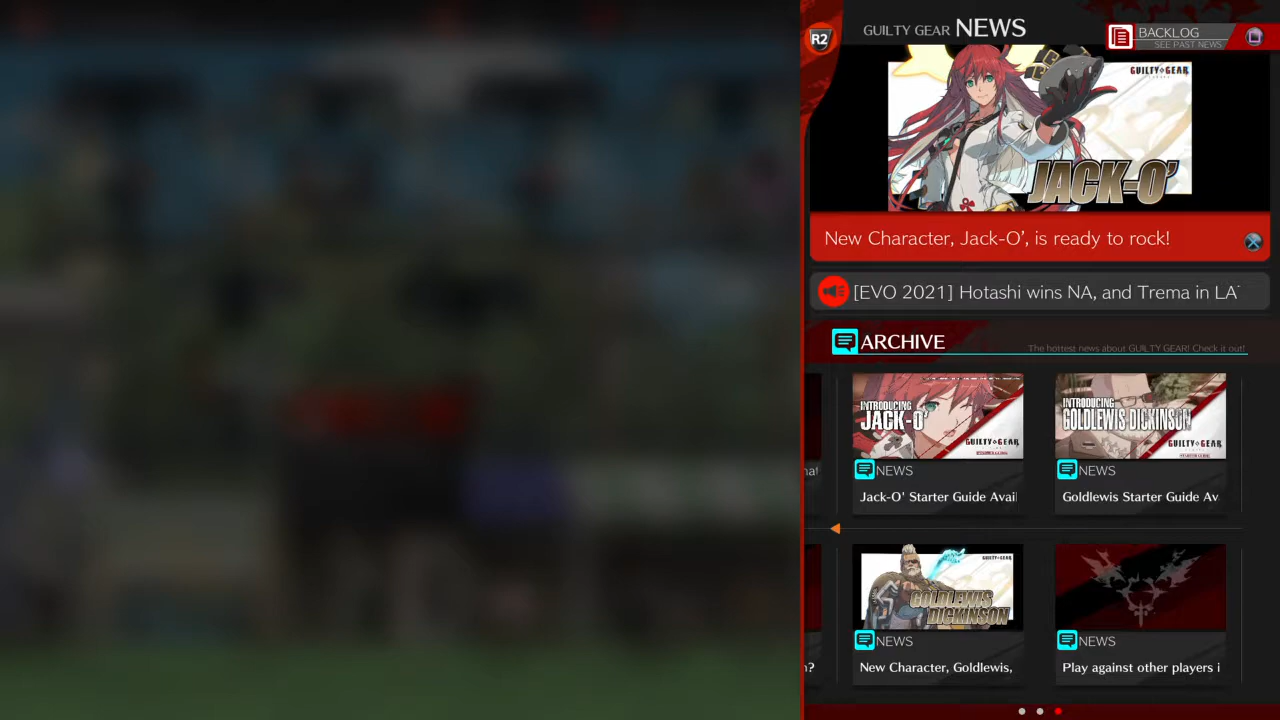 R2
GUILTY GEAR NEWS
BACKLOG
SEE PAST NEWS
GUILTY GEAR
JACK-O'
New Character, Jack-O', is ready to rock!
[EVO 2021] Hotashi wins NA, and Trema in LA
ARCHIVE
The hottest news about GUILTY GEAR! Check it out!
INTRODUCING
JACK-O'
GUILTY GEAR
INTRODUCING
GOLDLEWIS DICKINSON
GUILTY GEAR
NEWS
NEWS
Jack-O' Starter Guide Avai
Goldlewis Starter Guide Av
GUILTY GEAR
GOLDLEWIS
DICKINSON
NEWS
NEWS
?
New Character, Goldlewis,
Play against other players i